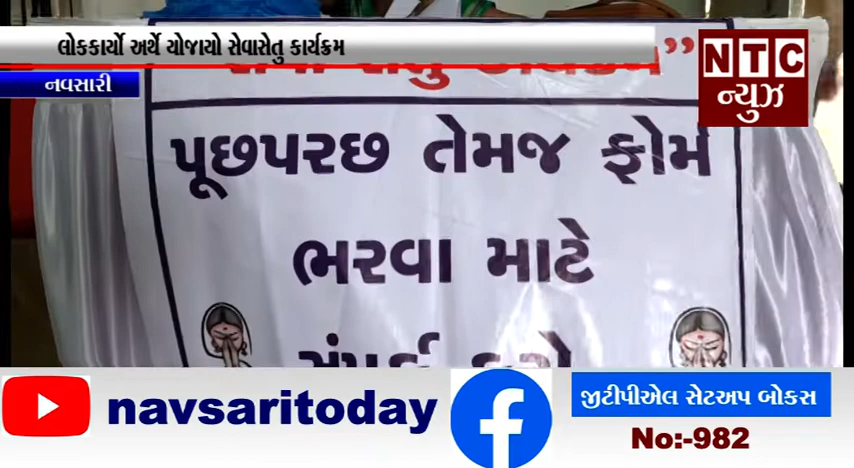 લોકકાર્યો અર્થે યોજાયો સેવાસેતુ કાર્યક્રમ
નવસારી
NTC
ન્યુઝ
પૂછપરછ તેમજ ફોર્મ
ભરવા માટે
navsaritoday
જીટીપીએલ સેટઅપ બોક્સ
No:-982